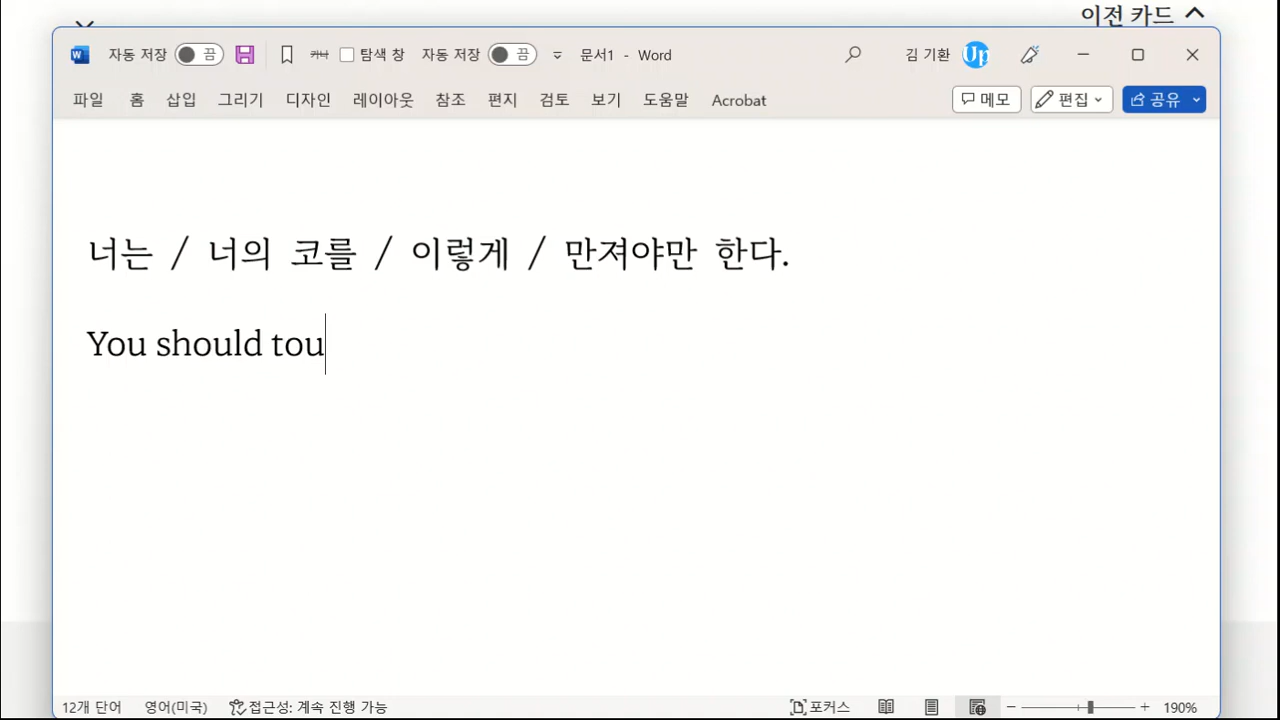 이전 카드
자동 저장 끔 가나 탐색 창 자동 저장 끔 문서1 - Word 김 기환 Up
파일 홈 삽입 그리기 디자인 레이아웃 참조 편지 검토 보기 도움말 Acrobat 메모 편집 공유
너는 / 너의 코를 / 이렇게 / 만져야만 한다.
You should tou
12개 단어 영어(미국) 접근성: 계속 진행 가능 포커스 190%